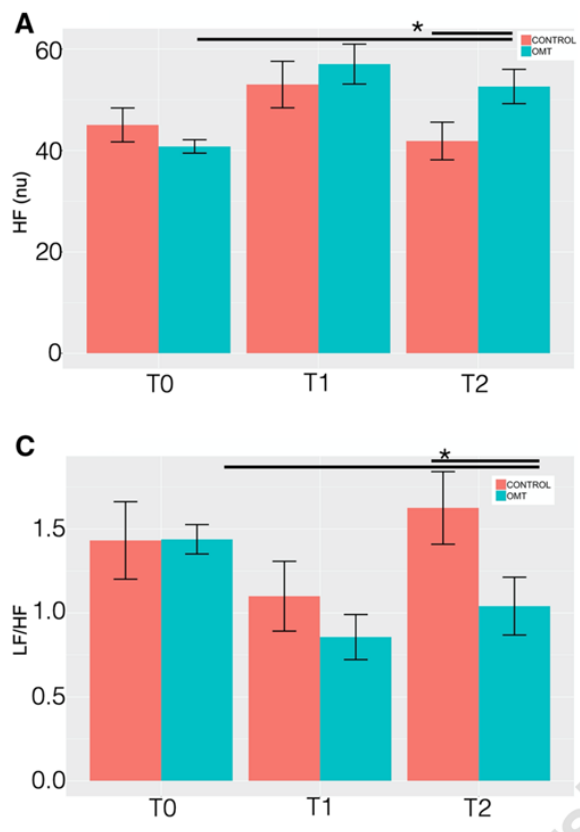 A
*
CONTROL
OMT
60
40
20
0
HF (nu)
T0 T1 T2
C
*
CONTROL
OMT
1.5
1.0
0.5
0.0
LF/HF
T0 T1 T2